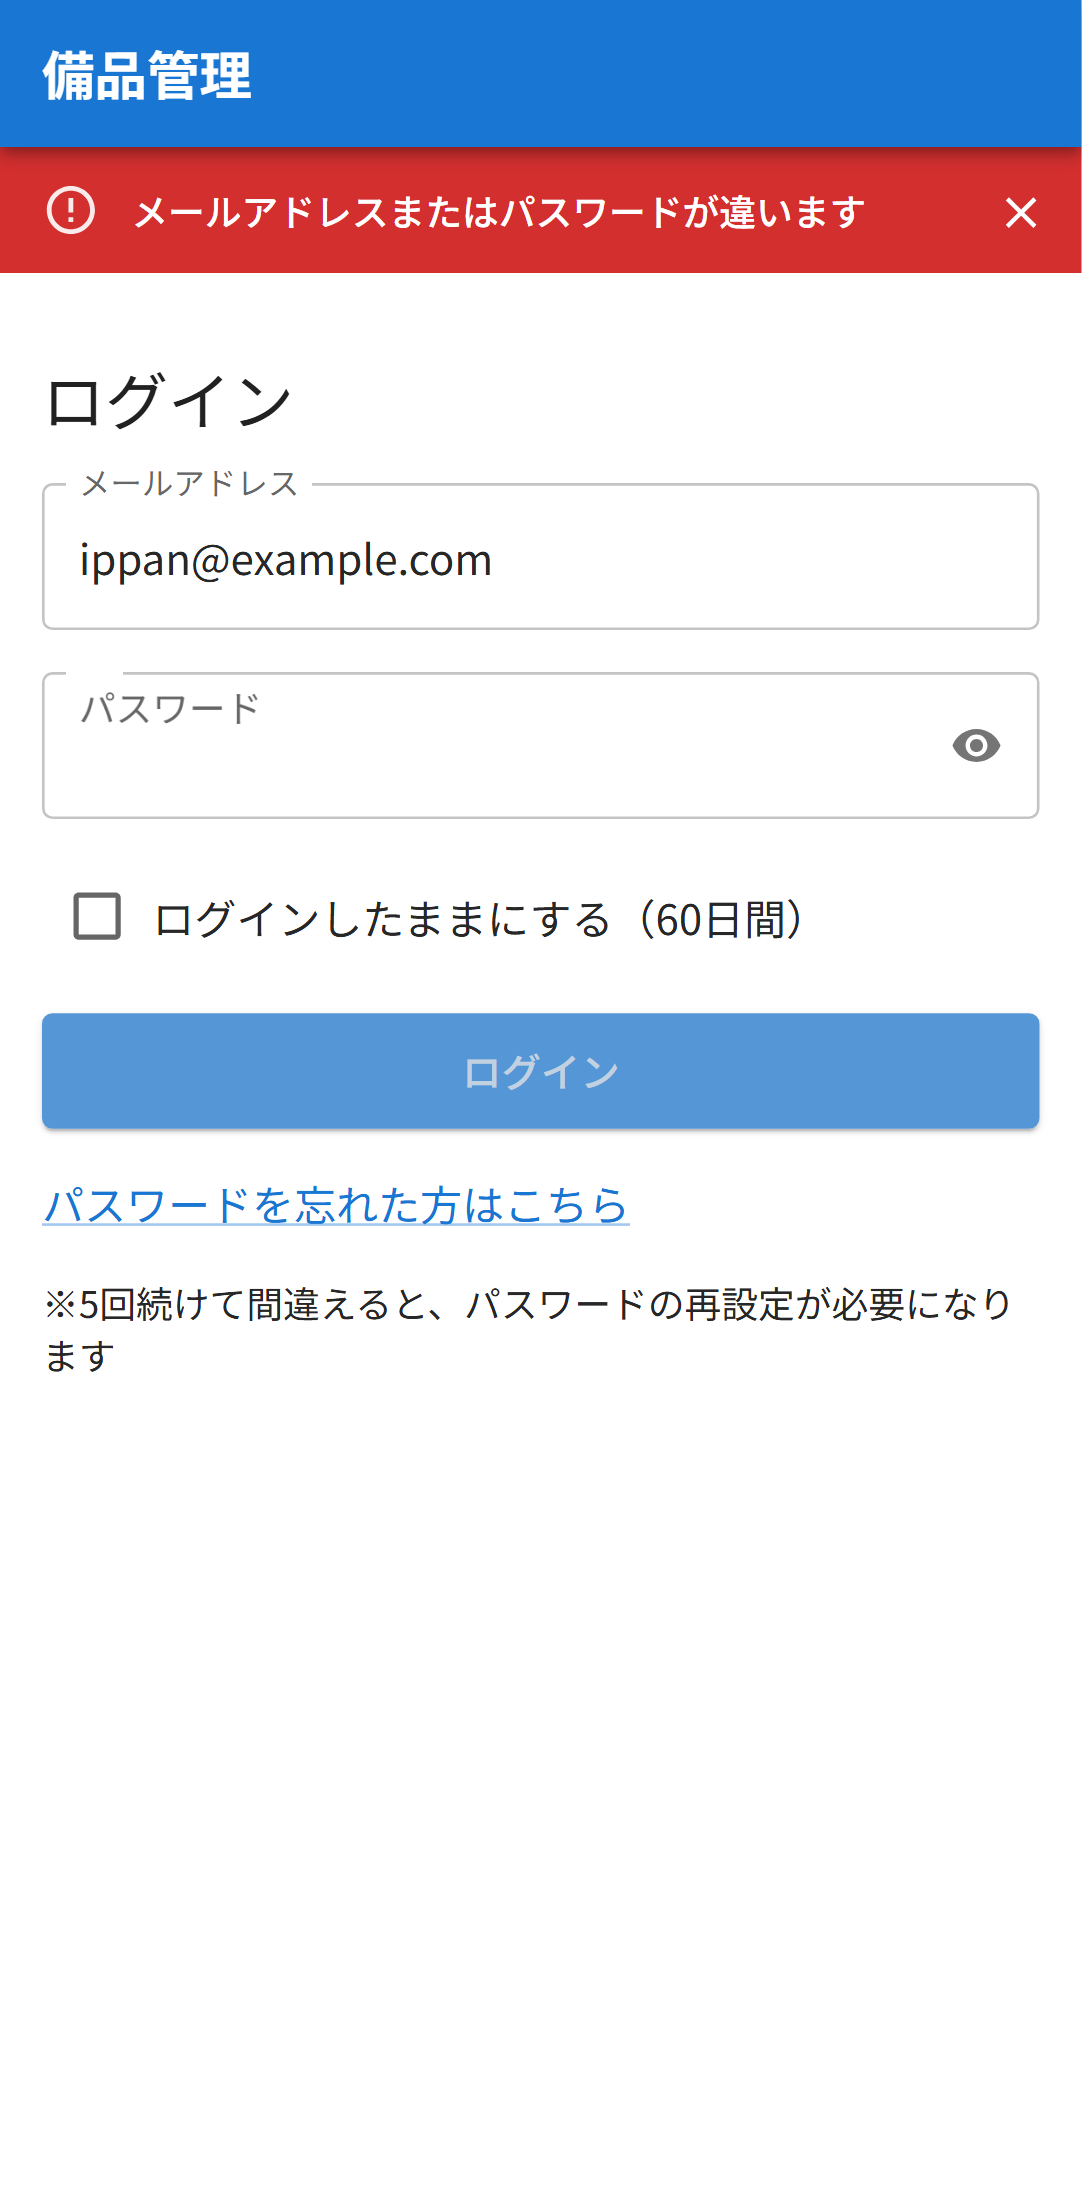 備品管理
メールアドレスまたはパスワードが違います
ログイン
メールアドレス
ippan@example.com
パスワード
ログインしたままにする（60日間）
ログイン
パスワードを忘れた方はこちら
※5回続けて間違えると、パスワードの再設定が必要になり
ます